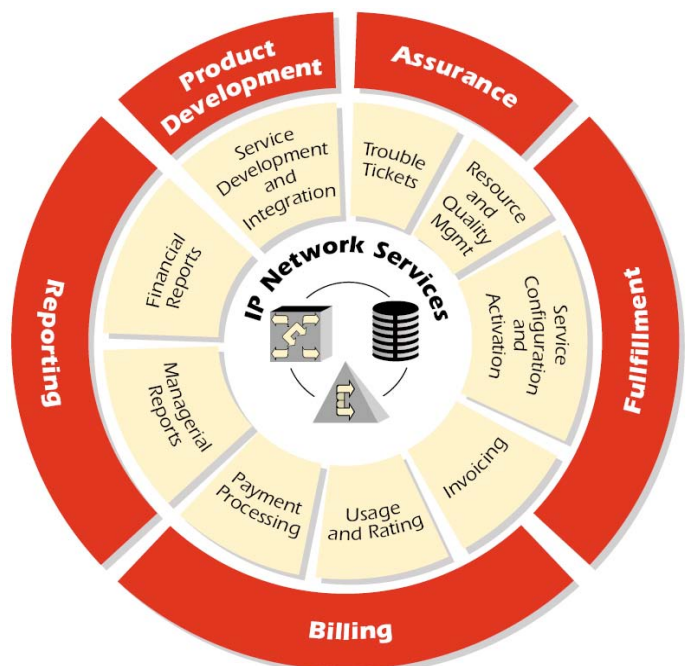 Product
Development
Assurance
Fullfillment
Billing
Reporting
Service
Development
and
Integration
Trouble
Tickets
Resource
and
Quality
Mgmt
Service
Configuration
and
Activation
Invoicing
Usage
and Rating
Payment
Processing
Managerial
Reports
Financial
Reports
IP Network Services